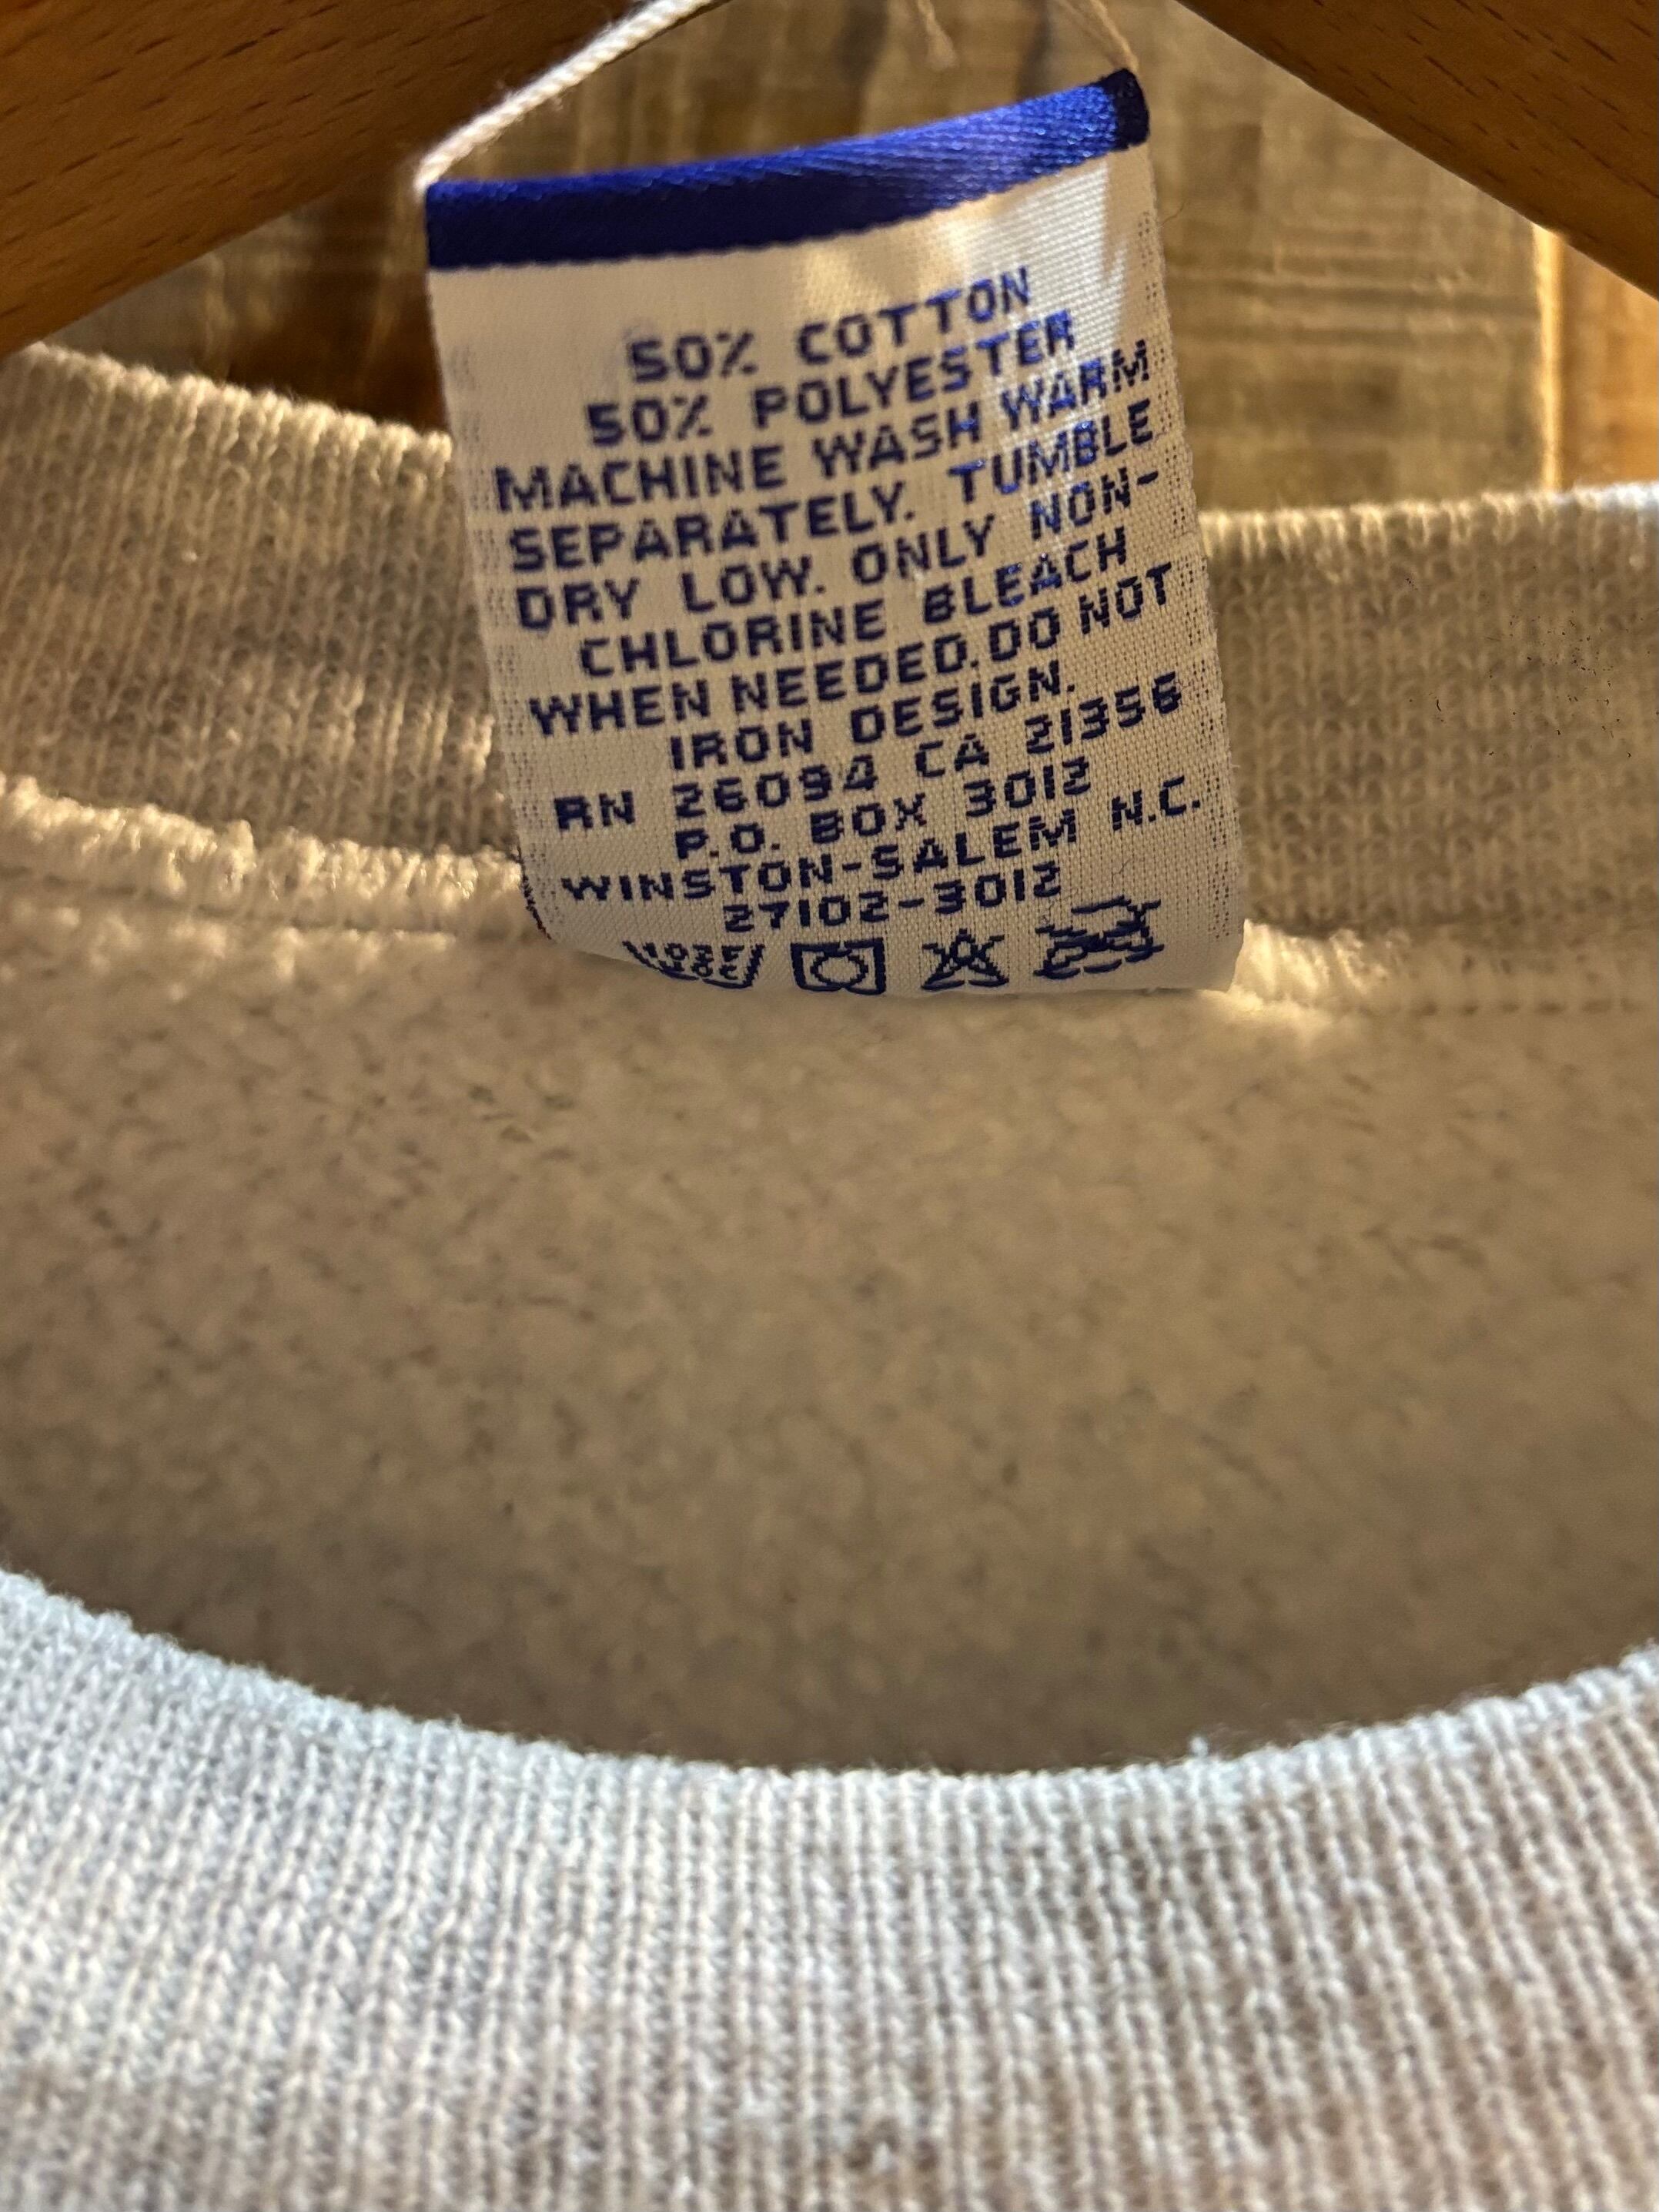 50% COTTON
50% POLYESTER
MACHINE WASH WARM
SEPARATELY. TUMBLE
DRY LOW. ONLY NON-
CHLORINE BLEACH
WHEN NEEDED. DO NOT
IRON DESIGN.
RN 26094 CA 21356
P.O. BOX 3012
WINSTON-SALEM N.C.
27102-3012